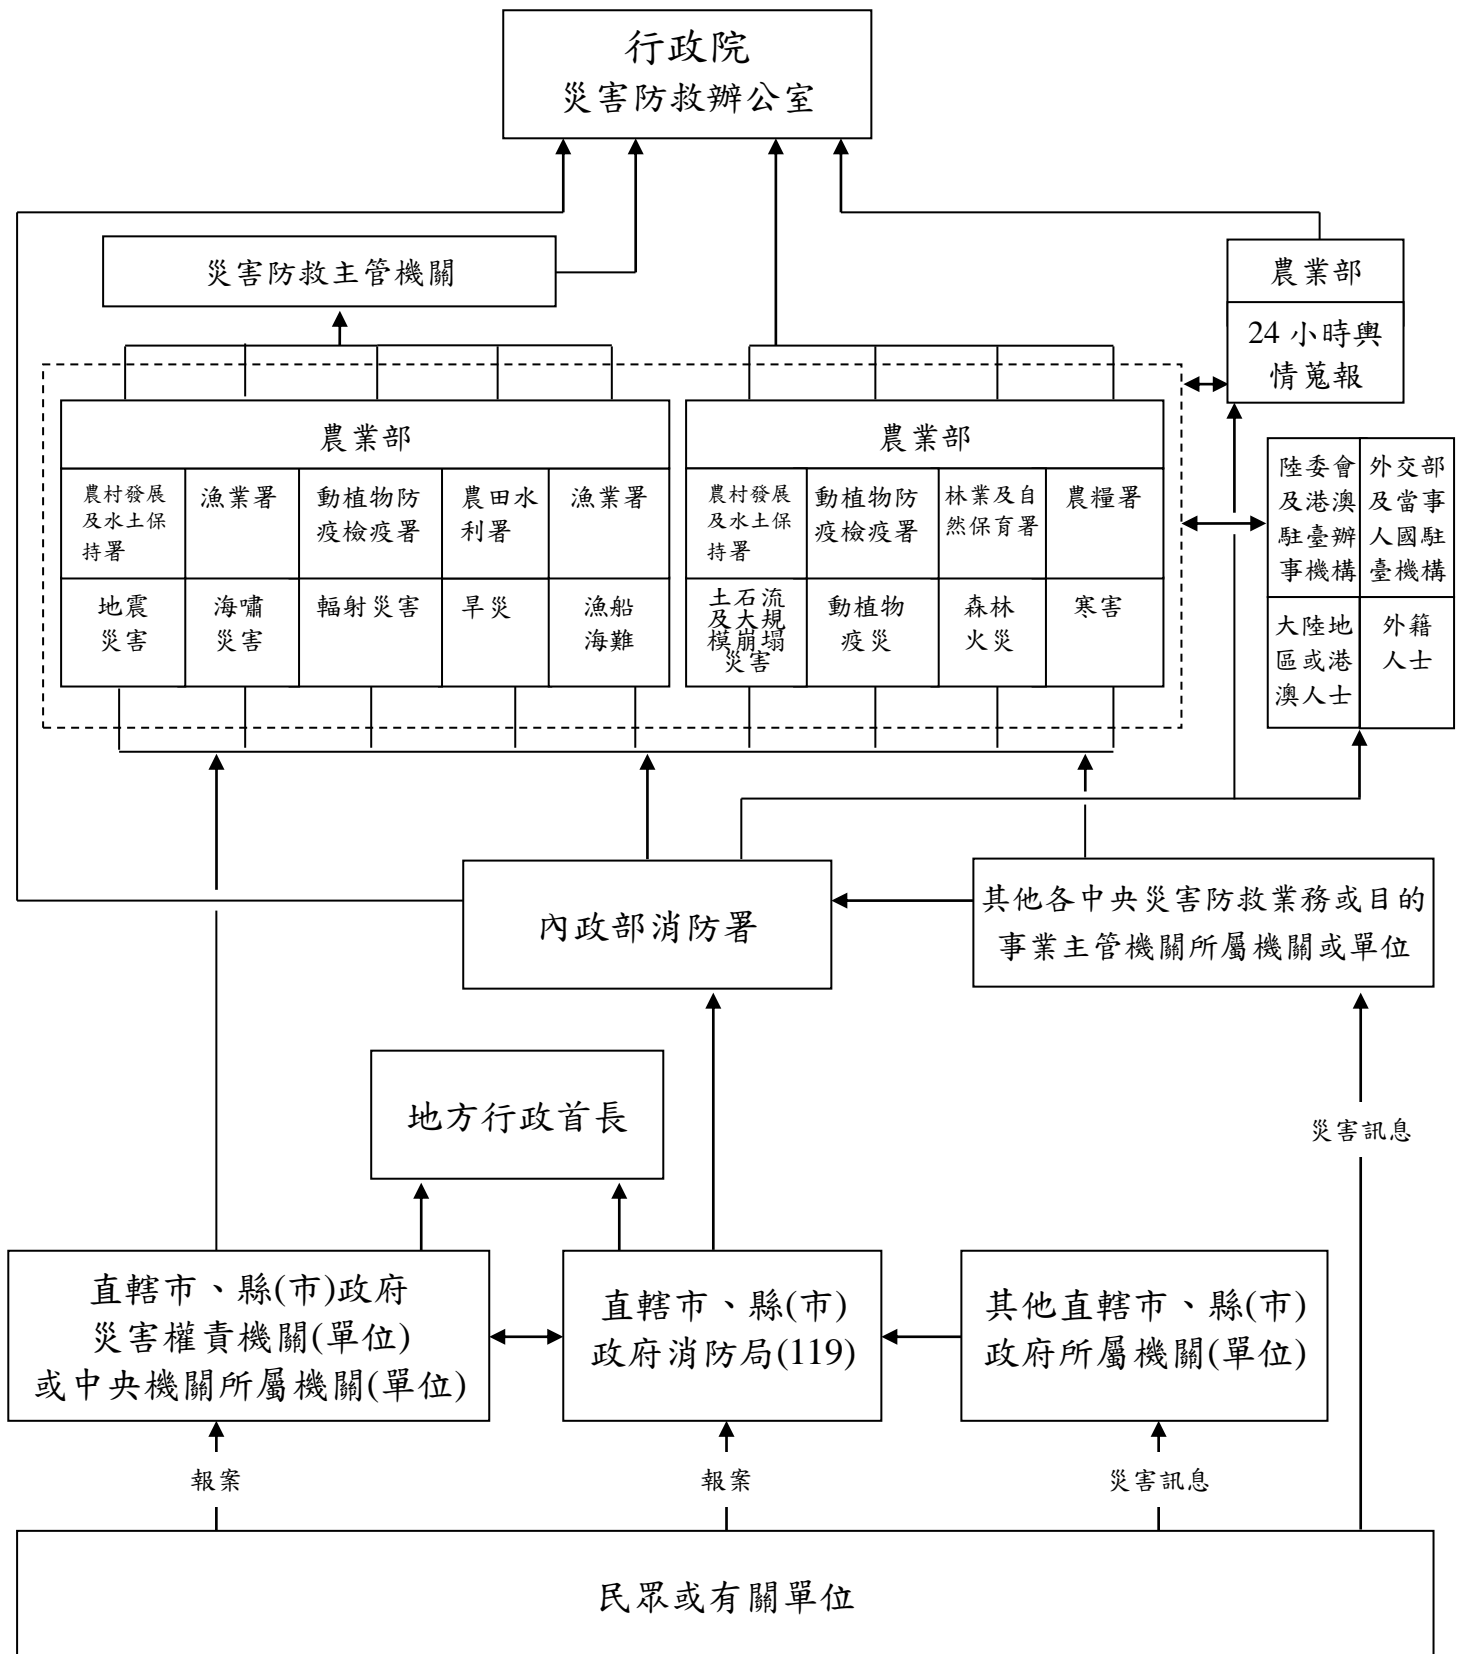 行政院
災害防救辦公室
災害防救主管機關
農業部
24 小時輿
情蒐報
農業部
農村發展
及水土保
持署
漁業署
動植物防
疫檢疫署
農田水
利署
漁業署
地震
災害
海嘯
災害
輻射災害
旱災
漁船
海難
農業部
農村發展
及水土保
持署
動植物防
疫檢疫署
林業及自
然保育署
農糧署
土石流
及大規
模崩塌
災害
動植物
疫災
森林
火災
寒害
陸委會
及港澳
駐臺辦
事機構
外交部
及當事
人國駐
臺機構
大陸地
區或港
澳人士
外籍
人士
內政部消防署
其他各中央災害防救業務或目的
事業主管機關所屬機關或單位
地方行政首長
災害訊息
直轄市、縣(市)政府
災害權責機關(單位)
或中央機關所屬機關(單位)
直轄市、縣(市)
政府消防局(119)
其他直轄市、縣(市)
政府所屬機關(單位)
報案
報案
災害訊息
民眾或有關單位